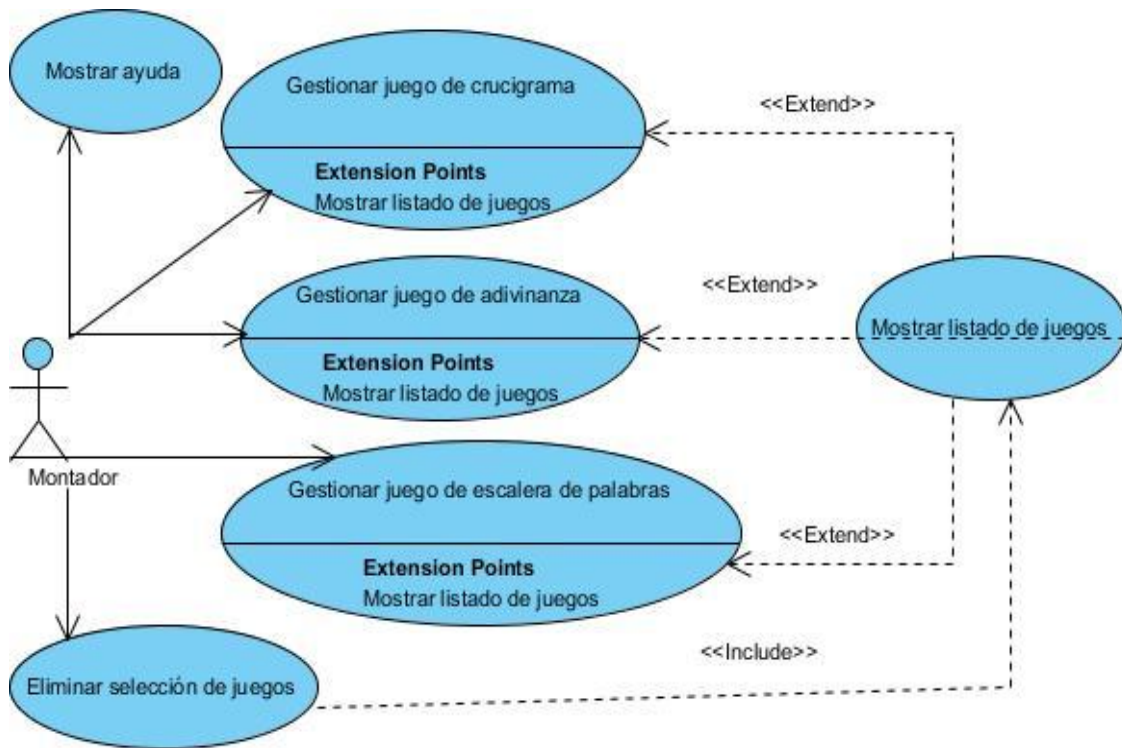 Mostrar ayuda
Gestionar juego de crucigrama
Extension Points
Mostrar listado de juegos
<<Extend>>
Gestionar juego de adivinanza
Extension Points
Mostrar listado de juegos
<<Extend>>
Mostrar listado de juegos
Montador
Gestionar juego de escalera de palabras
Extension Points
Mostrar listado de juegos
<<Extend>>
Eliminar selección de juegos
<<Include>>